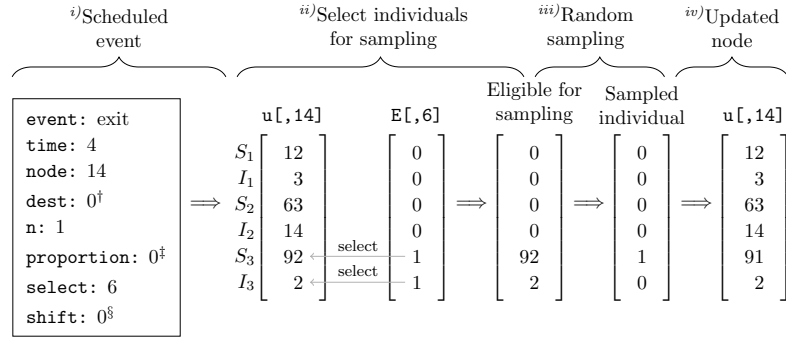 i)Scheduled event
ii)Select individuals for sampling
iii)Random sampling
iv)Updated node
event: exit
time: 4
node: 14
dest: 0†
n: 1
proportion: 0‡
select: 6
shift: 0§
⟹
u[,14]
S1 12
I1 3
S2 63
I2 14
S3 92
I3 2
select
select
E[,6]
0
0
0
0
1
1
⟹
Eligible for sampling
0
0
0
0
92
2
⟹
Sampled individual
0
0
0
0
1
0
⟹
u[,14]
12
3
63
14
91
2